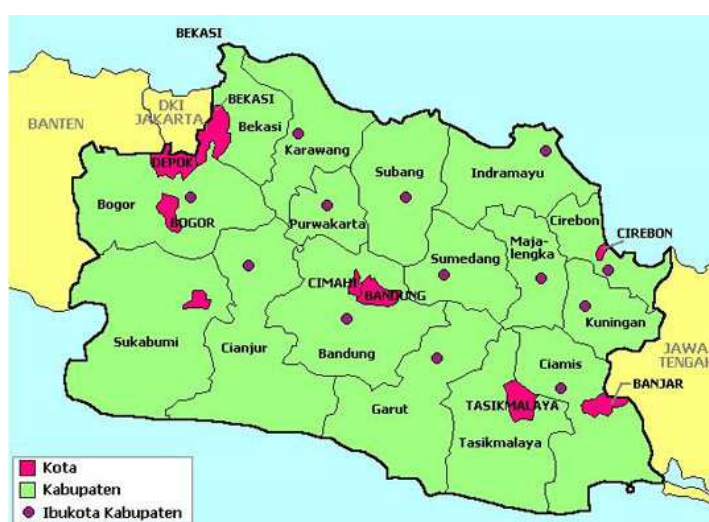 BEKASI
DKI
JAKARTA
BANTEN
BEKASI
Bekasi
Karawang
DEPOK
Subang
Indramayu
Bogor
BOGOR
Purwakarta
Cirebon
CIREBON
Maja-
lengka
Sumedang
CIMAHI
BANDUNG
Kuningan
Sukabumi
Cianjur
Bandung
Ciamis
JAWA
TENGAH
BANJAR
Garut
TASIKMALAYA
Tasikmalaya
Kota
Kabupaten
Ibukota Kabupaten